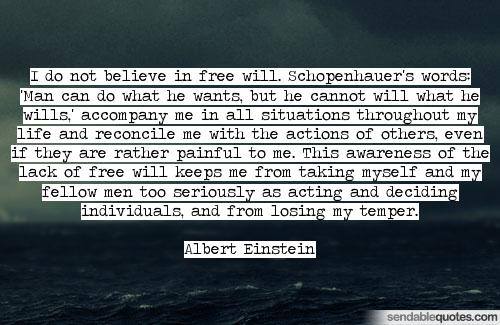 I do not believe in free will. Schopenhauer's words:
'Man can do what he wants, but he cannot will what he
wills,' accompany me in all situations throughout my
life and reconcile me with the actions of others, even
if they are rather painful to me. This awareness of the
lack of free will keeps me from taking myself and my
fellow men too seriously as acting and deciding
individuals, and from losing my temper.
Albert Einstein
sendablequotes.com